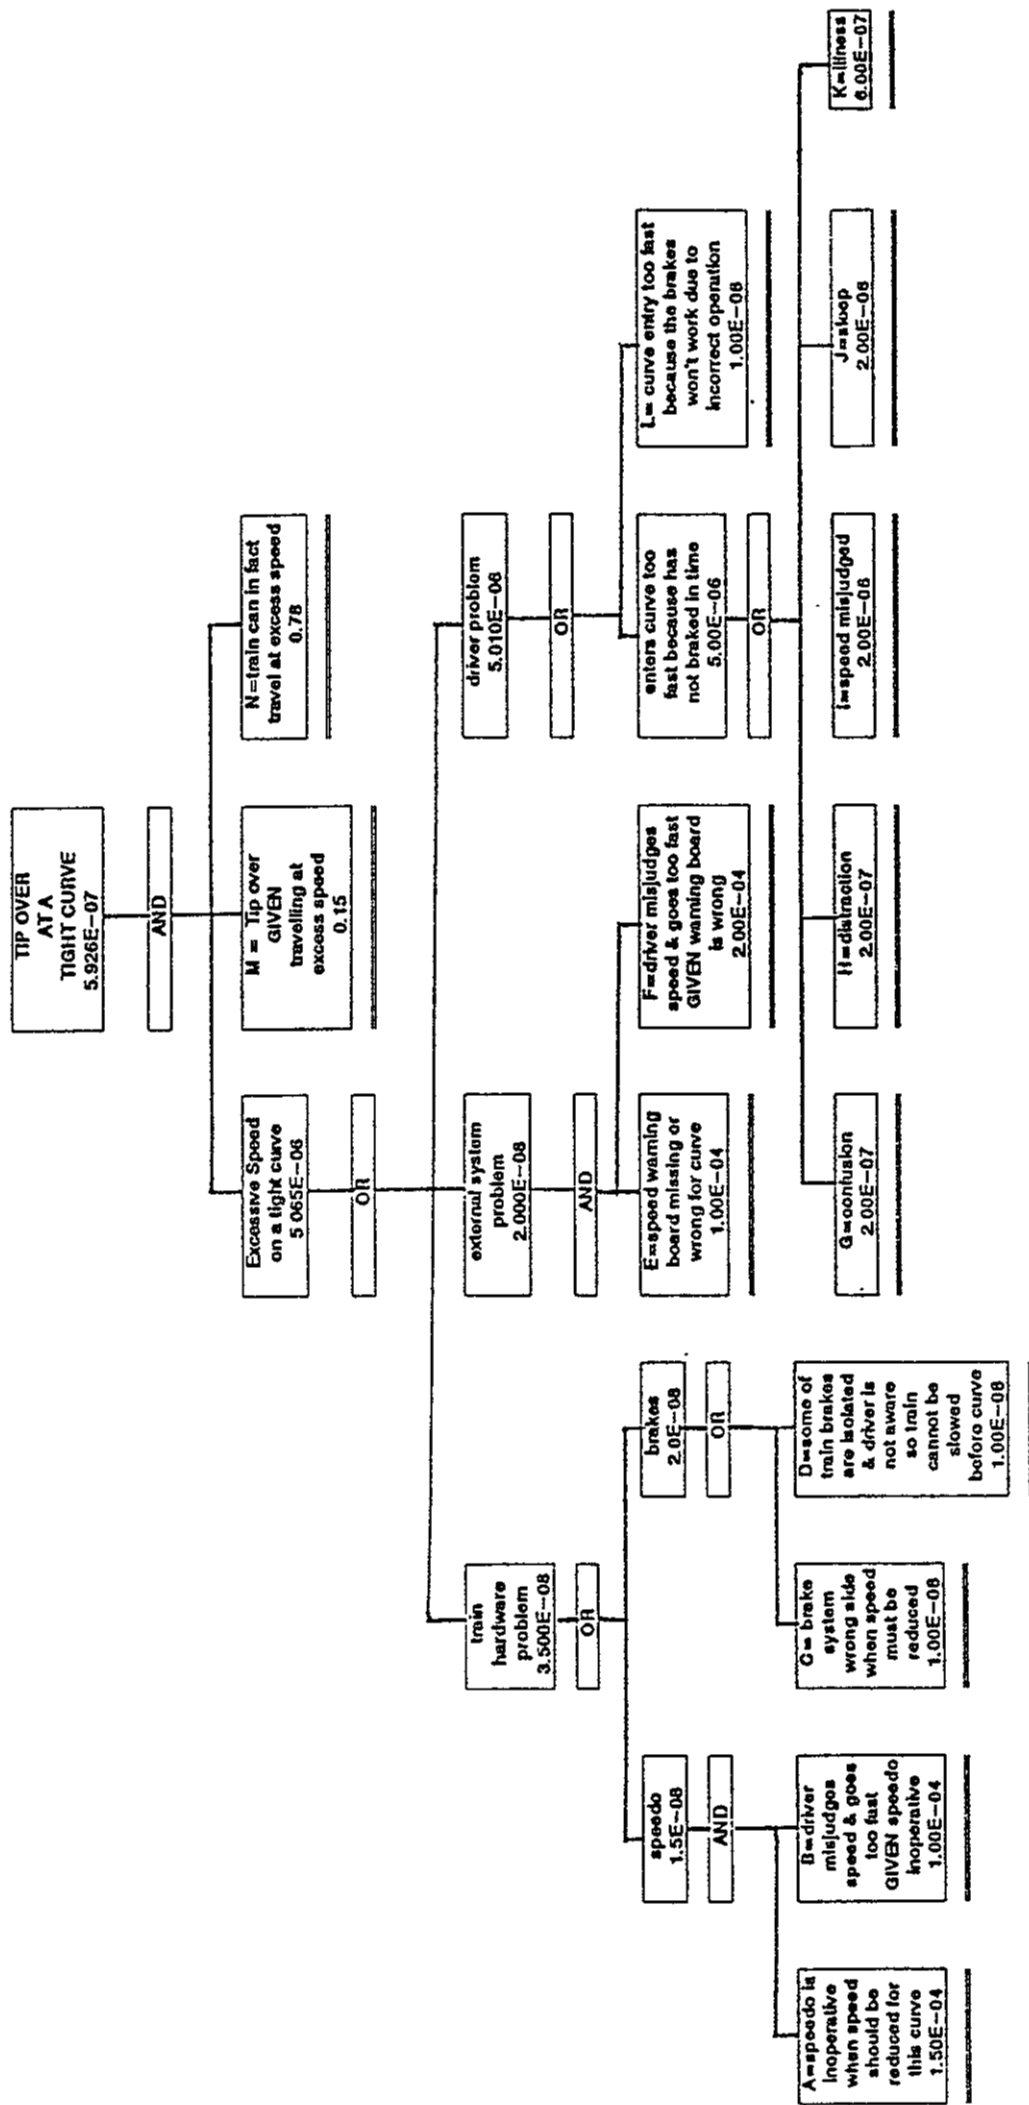 TIP OVER
AT A
TIGHT CURVE
5.926E-07
AND
Excessive Speed
on a tight curve
5.065E-06
M = Tip over
GIVEN
travelling at
excess speed
0.15
N=train can in fact
travel at excess speed
0.78
OR
train
hardware
problem
3.500E-08
external system
problem
2.000E-08
driver problem
5.010E-06
OR
AND
OR
speedo
1.5E-08
brakes
2.0E-08
E=speed warning
board missing or
wrong for curve
1.00E-04
F=driver misjudges
speed & goes too fast
GIVEN warning board
is wrong
2.00E-04
enters curve too
fast because has
not braked in time
5.00E-06
L= curve entry too fast
because the brakes
won't work due to
incorrect operation
1.00E-08
AND
OR
OR
A=speedo is
inoperative
when speed
should be
reduced for
this curve
1.50E-04
B=driver
misjudges
speed & goes
too fast
GIVEN speedo
inoperative
1.00E-04
C= brake
system
wrong side
when speed
must be
reduced
1.00E-08
D=some of
train brakes
are isolated
& driver is
not aware
so train
cannot be
slowed
before curve
1.00E-08
G=confusion
2.00E-07
H=distraction
2.00E-07
I=speed misjudged
2.00E-06
J=sleep
2.00E-06
K=illness
6.00E-07